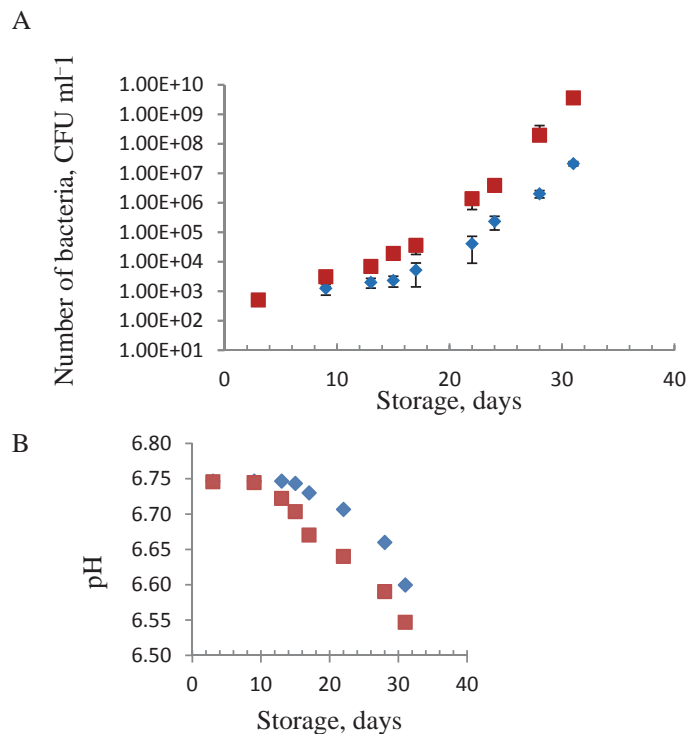 A
Number of bacteria, CFU ml-1
1.00E+10
1.00E+09
1.00E+08
1.00E+07
1.00E+06
1.00E+05
1.00E+04
1.00E+03
1.00E+02
1.00E+01
0 10 20 30 40
Storage, days
B
pH
6.80
6.75
6.70
6.65
6.60
6.55
6.50
0 10 20 30 40
Storage, days